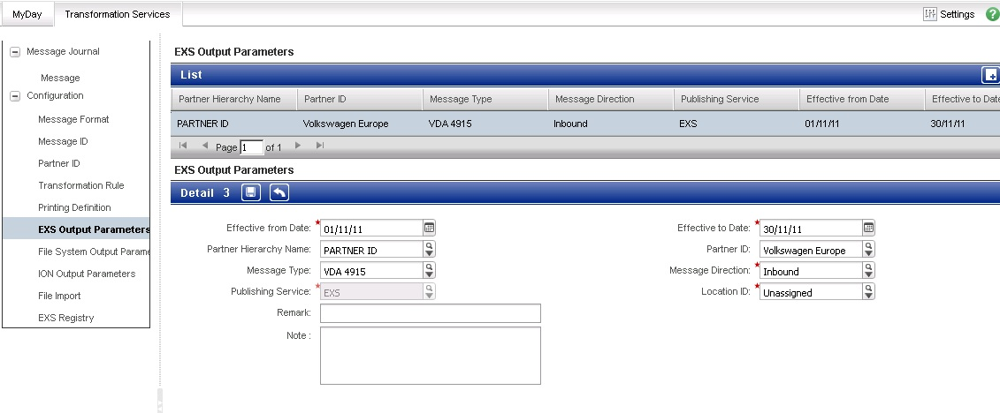 MyDay Transformation Services Settings
Message Journal
Message
Configuration
Message Format
Message ID
Partner ID
Transformation Rule
Printing Definition
EXS Output Parameters
File System Output Parame
ION Output Parameters
File Import
EXS Registry
EXS Output Parameters
List
Partner Hierarchy Name Partner ID Message Type Message Direction Publishing Service Effective from Date Effective to Date
PARTNER ID Volkswagen Europe VDA 4915 Inbound EXS 01/11/11 30/11/11
Page 1 of 1
EXS Output Parameters
Detail 3
Effective from Date: 01/11/11 Effective to Date: 30/11/11
Partner Hierarchy Name: PARTNER ID Partner ID: Volkswagen Europe
Message Type: VDA 4915 Message Direction: Inbound
Publishing Service: EXS Location ID: Unassigned
Remark:
Note :